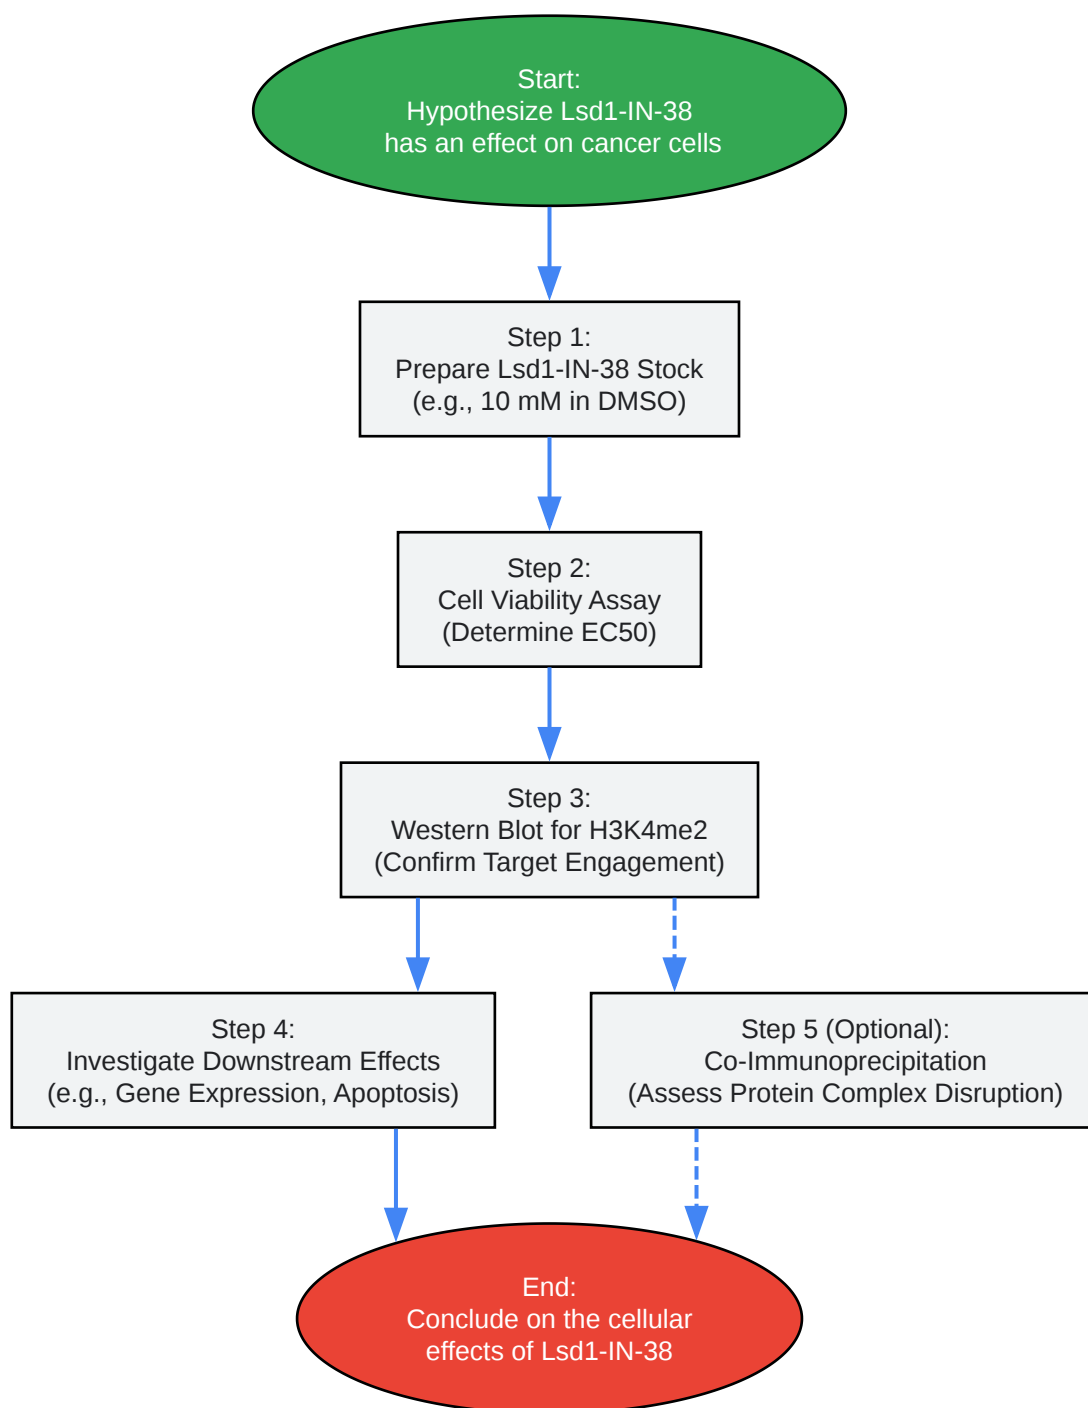 Start:
Hypothesize Lsd1-IN-38
has an effect on cancer cells
Step 1:
Prepare Lsd1-IN-38 Stock
(e.g., 10 mM in DMSO)
Step 2:
Cell Viability Assay
(Determine EC50)
Step 3:
Western Blot for H3K4me2
(Confirm Target Engagement)
Step 4:
Investigate Downstream Effects
(e.g., Gene Expression, Apoptosis)
Step 5 (Optional):
Co-Immunoprecipitation
(Assess Protein Complex Disruption)
End:
Conclude on the cellular
effects of Lsd1-IN-38